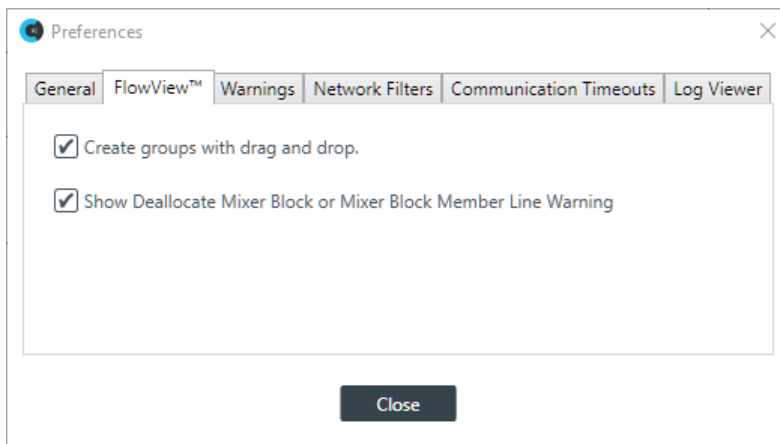 Preferences
General FlowView™ Warnings Network Filters Communication Timeouts Log Viewer
Create groups with drag and drop.
Show Deallocate Mixer Block or Mixer Block Member Line Warning
Close